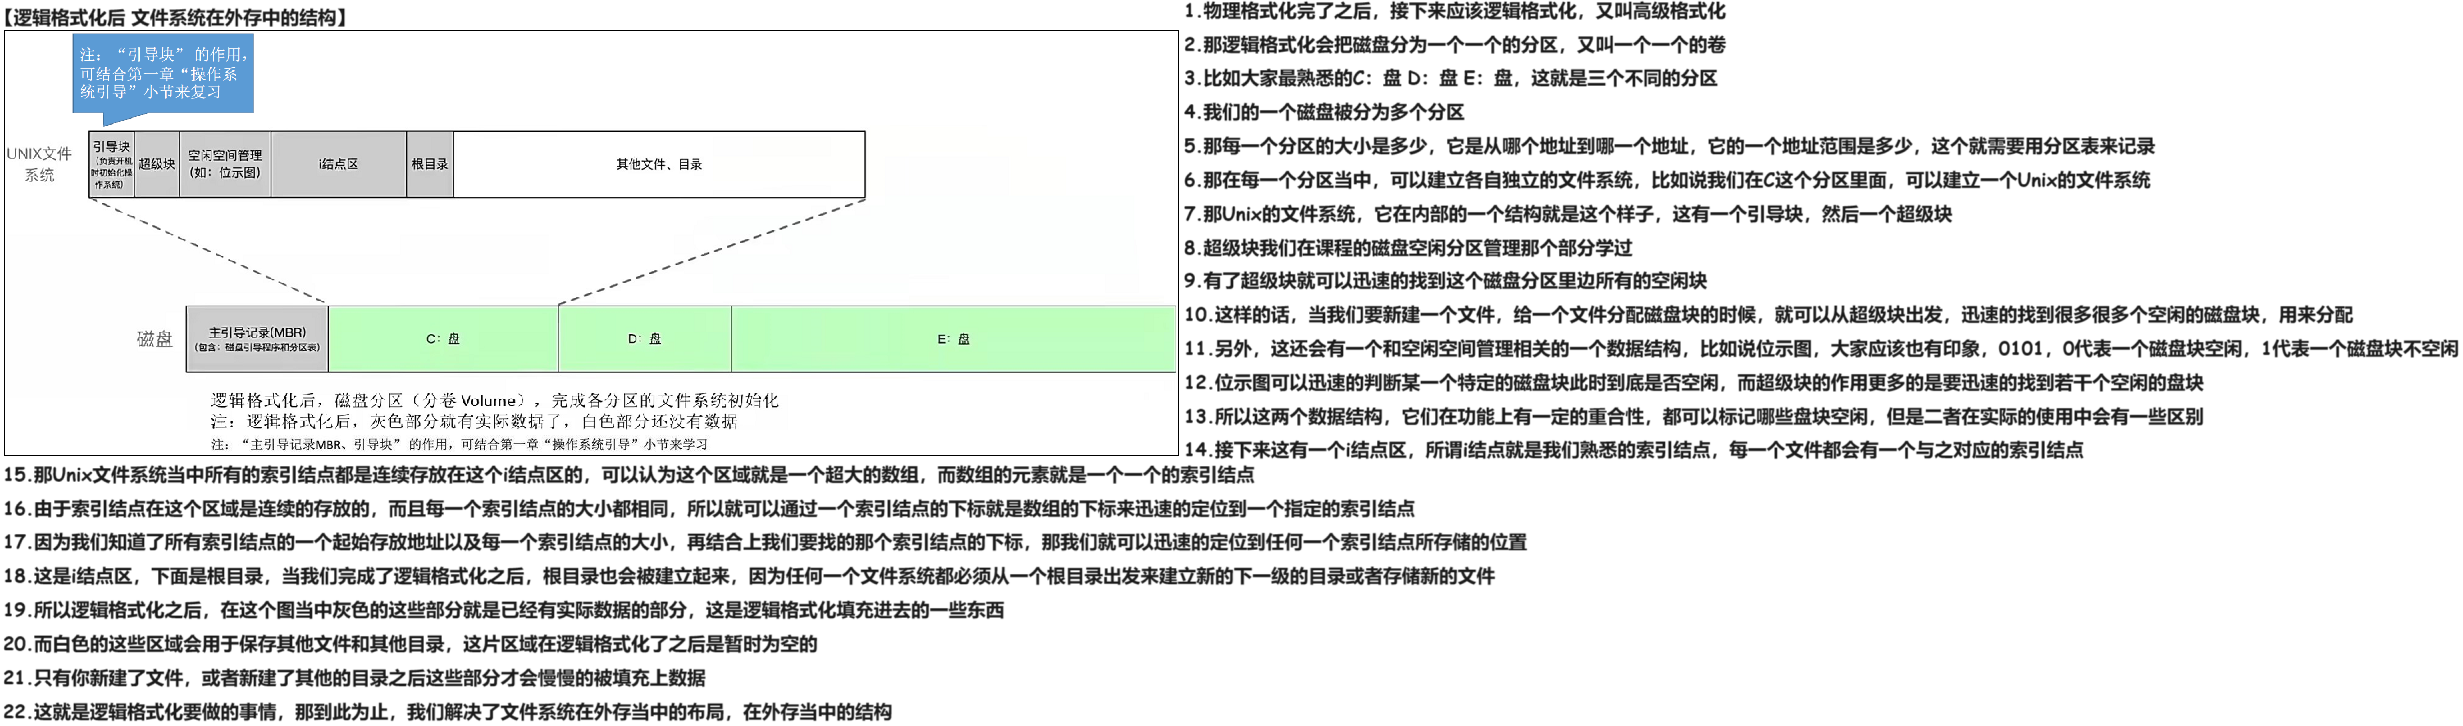 【逻辑格式化后 文件系统在外存中的结构】
注：“引导块”的作用，
可结合第一章“操作系
统引导”小节来复习
UNIX文件
系统
引导块
(负责开机
时初始化操
作系统)
超级块
空闲空间管理
(如：位示图)
i结点区
根目录
其他文件、目录
磁盘
主引导记录(MBR)
(包含：磁盘引导程序和分区表)
C：盘
D：盘
E：盘
逻辑格式化后，磁盘分区（分卷 Volume），完成各分区的文件系统初始化
注：逻辑格式化后，灰色部分就有实际数据了，白色部分还没有数据
注：“主引导记录MBR、引导块”的作用，可结合第一章“操作系统引导”小节来学习
1.物理格式化完了之后，接下来应该逻辑格式化，又叫高级格式化
2.那逻辑格式化会把磁盘分为一个一个的分区，又叫一个一个的卷
3.比如大家最熟悉的C：盘 D：盘 E：盘，这就是三个不同的分区
4.我们的一个磁盘被分为多个分区
5.那每一个分区的大小是多少，它是从哪个地址到哪一个地址，它的一个地址范围是多少，这个就需要用分区表来记录
6.那在每一个分区当中，可以建立各自独立的文件系统，比如说我们在C这个分区里面，可以建立一个Unix的文件系统
7.那Unix的文件系统，它在内部的一个结构就是这个样子，这有一个引导块，然后一个超级块
8.超级块我们在课程的磁盘空闲分区管理那个部分学过
9.有了超级块就可以迅速的找到这个磁盘分区里边所有的空闲块
10.这样的话，当我们要新建一个文件，给一个文件分配磁盘块的时候，就可以从超级块出发，迅速的找到很多很多个空闲的磁盘块，用来分配
11.另外，这还会有一个和空闲空间管理相关的一个数据结构，比如说位示图，大家应该也有印象，0101，0代表一个磁盘块空闲，1代表一个磁盘块不空闲
12.位示图可以迅速的判断某一个特定的磁盘块此时到底是否空闲，而超级块的作用更多的是要迅速的找到若干个空闲的盘块
13.所以这两个数据结构，它们在功能上有一定的重合性，都可以标记哪些盘块空闲，但是二者在实际的使用中会有一些区别
14.接下来这有一个i结点区，所谓i结点就是我们熟悉的索引结点，每一个文件都会有一个与之对应的索引结点
15.那Unix文件系统当中所有的索引结点都是连续存放在这个i结点区的，可以认为这个区域就是一个超大的数组，而数组的元素就是一个一个的索引结点
16.由于索引结点在这个区域是连续的存放的，而且每一个索引结点的大小都相同，所以就可以通过一个索引结点的下标就是数组的下标来迅速的定位到一个指定的索引结点
17.因为我们知道了所有索引结点的一个起始存放地址以及每一个索引结点的大小，再结合上我们要找的那个索引结点的下标，那我们就可以迅速的定位到任何一个索引结点所存储的位置
18.这是i结点区，下面是根目录，当我们完成了逻辑格式化之后，根目录也会被建立起来，因为任何一个文件系统都必须从一个根目录出发来建立新的下一级的目录或者存储新的文件
19.所以逻辑格式化之后，在这个图当中灰色的这些部分就是已经有实际数据的部分，这是逻辑格式化填充进去的一些东西
20.而白色的这些区域会用于保存其他文件和其他目录，这片区域在逻辑格式化了之后是暂时为空的
21.只有你新建了文件，或者新建了其他的目录之后这些部分才会慢慢的被填充上数据
22.这就是逻辑格式化要做的事情，那到此为止，我们解决了文件系统在外存当中的布局，在外存当中的结构